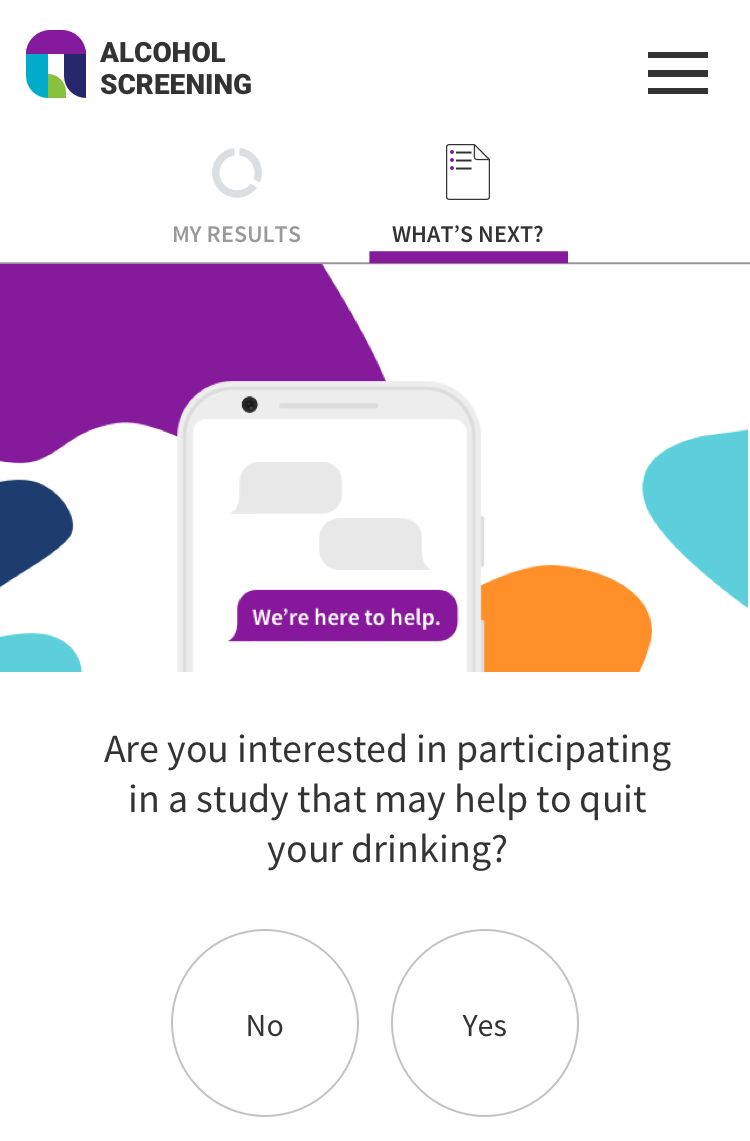 ALCOHOL
SCREENING
MY RESULTS
WHAT’S NEXT?
We’re here to help.
Are you interested in participating
in a study that may help to quit
your drinking?
No
Yes